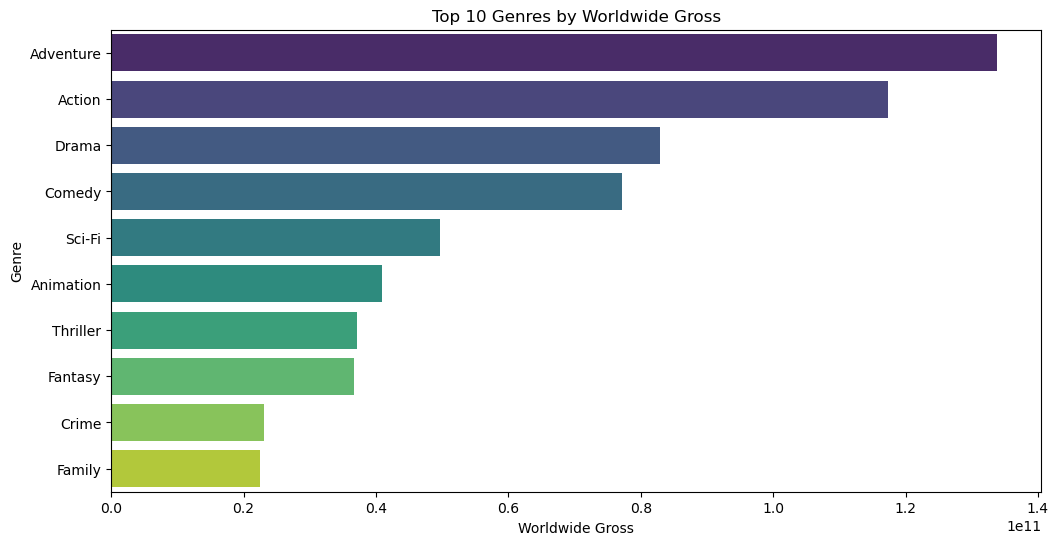 Top 10 Genres by Worldwide Gross
Genre
Adventure
Action
Drama
Comedy
Sci-Fi
Animation
Thriller
Fantasy
Crime
Family
0.0 0.2 0.4 0.6 0.8 1.0 1.2 1.4
1e11
Worldwide Gross